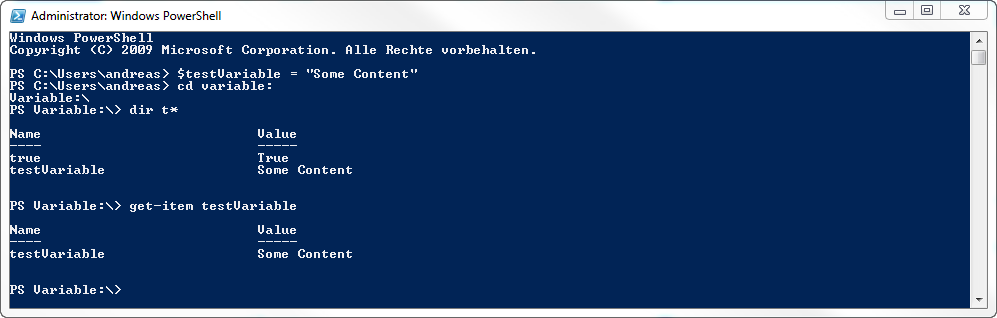 Administrator: Windows PowerShell
Windows PowerShell
Copyright (C) 2009 Microsoft Corporation. Alle Rechte vorbehalten.
PS C:\Users\andreas> $testVariable = "Some Content"
PS C:\Users\andreas> cd variable:
Variable:\
PS Variable:\> dir t*
Name                           Value
----                           -----
true                           True
testVariable                   Some Content
PS Variable:\> get-item testVariable
Name                           Value
----                           -----
testVariable                   Some Content
PS Variable:\>